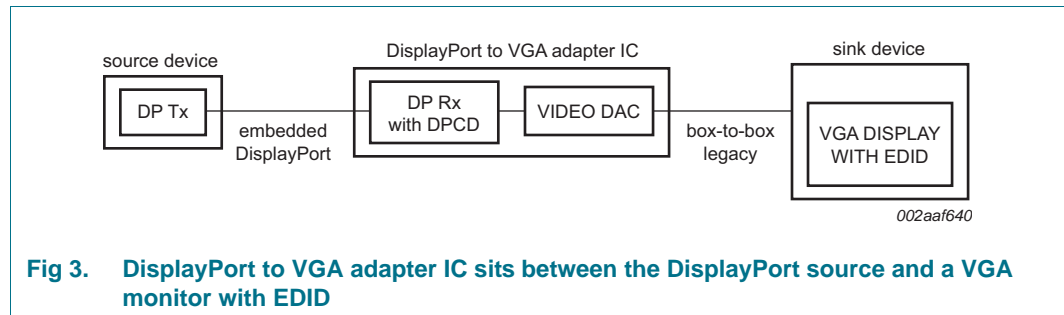 source device
DP Tx
embedded
DisplayPort
DisplayPort to VGA adapter IC
DP Rx
with DPCD
VIDEO DAC
box-to-box
legacy
sink device
VGA DISPLAY
WITH EDID
002aaf640
Fig 3. DisplayPort to VGA adapter IC sits between the DisplayPort source and a VGA
monitor with EDID